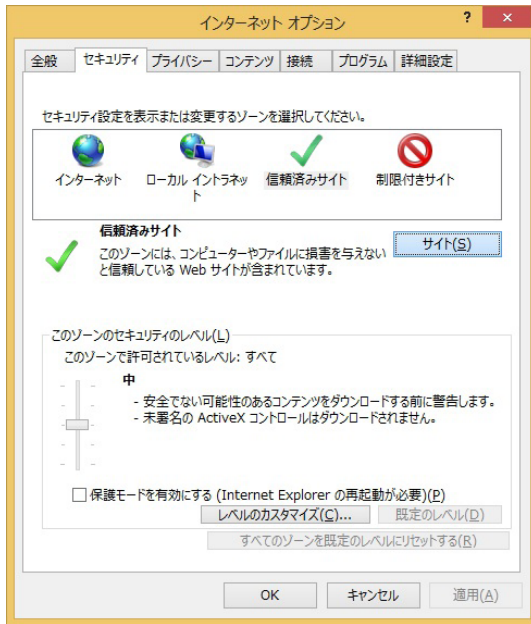 インターネット オプション
? ×
全般 セキュリティ プライバシー コンテンツ 接続 プログラム 詳細設定
セキュリティ設定を表示または変更するゾーンを選択してください。
インターネット ローカル イントラネッ 信頼済みサイト 制限付きサイト
ト
信頼済みサイト
サイト(S)
このゾーンには、コンピューターやファイルに損害を与えない
と信頼している Web サイトが含まれています。
このゾーンのセキュリティのレベル(L)
このゾーンで許可されているレベル: すべて
中
- 安全でない可能性のあるコンテンツをダウンロードする前に警告します。
- 未署名の ActiveX コントロールはダウンロードされません。
保護モードを有効にする (Internet Explorer の再起動が必要)(P)
レベルのカスタマイズ(C)... 既定のレベル(D)
すべてのゾーンを既定のレベルにリセットする(R)
OK キャンセル 適用(A)